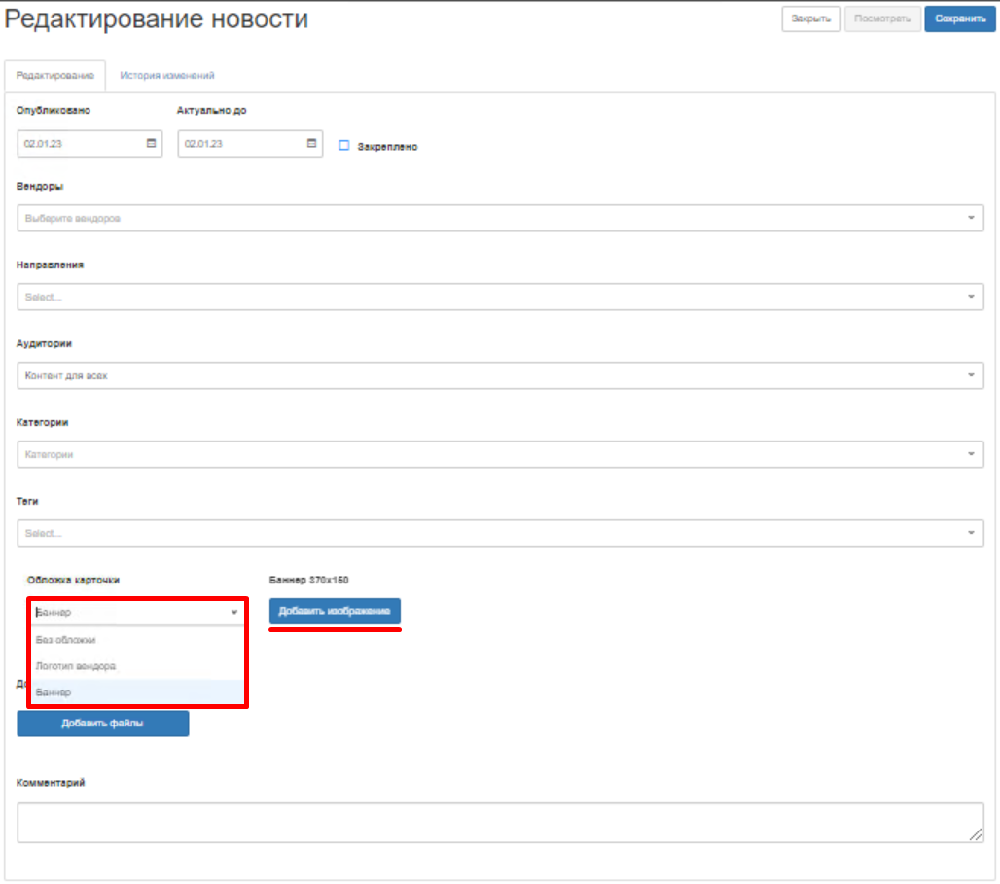 Редактирование новости
Закрыть Посмотреть Сохранить
Редактирование История изменений
Опубликовано Актуально до
02.01.23 02.01.23 Закреплено
Вендоры
Выберите вендоров
Направления
Select...
Аудитории
Контент для всех
Категории
Категории
Теги
Select...
Обложка карточки Баннер 370x160
Баннер Добавить изображение
Без обложки
Логотип вендора
Баннер
Добавить файлы
Комментарий